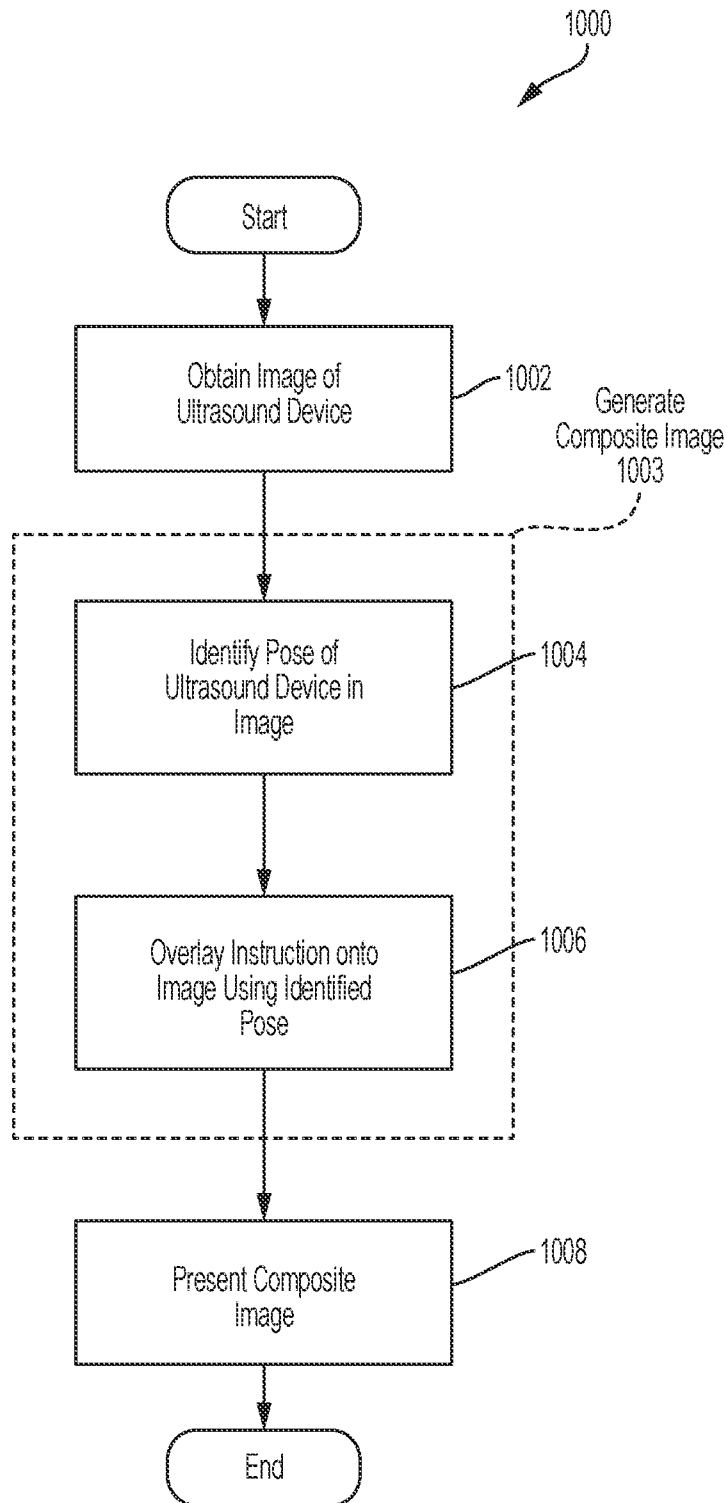 1000
Start
Obtain Image of
Ultrasound Device
1002
Generate
Composite Image
1003
Identify Pose of
Ultrasound Device in
Image
1004
Overlay Instruction onto
Image Using Identified
Pose
1006
Present Composite
Image
1008
End